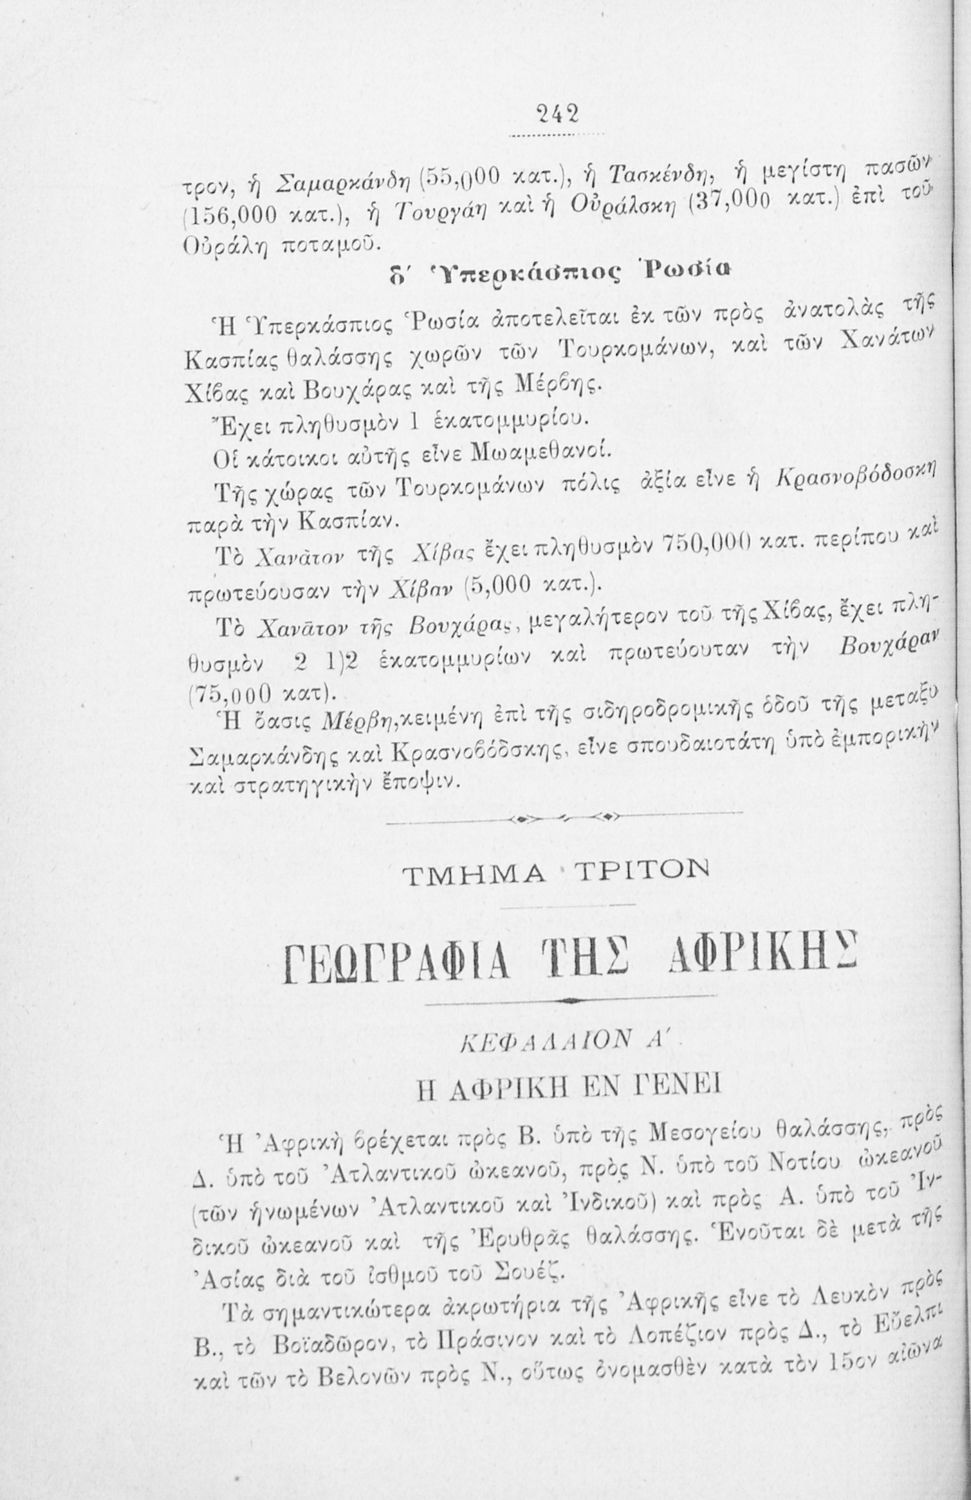 242
τρον, ἡ Σαμαρκάνδη (55,000 κατ.), ἡ Τασκένδη, ἡ μεγίστη πασῶν
(156,000 κατ.), ἡ Τουργάη καὶ ἡ Οὐράλσκη (37,000 κατ.) ἐπὶ τοῦ
Οὐράλη ποταμοῦ.
δ′ Ὑπερκάσπιος Ῥωσία
Ἡ Ὑπερκάσπιος Ῥωσία ἀποτελεῖται ἐκ τῶν πρὸς ἀνατολὰς τῆς
Κασπίας θαλάσσης χωρῶν τῶν Τουρκομάνων, καὶ τῶν Χανάτων
Χίβας καὶ Βουχάρας καὶ τῆς Μέρβης.
Ἔχει πληθυσμὸν 1 ἑκατομμυρίου.
Οἱ κάτοικοι αὐτῆς εἶνε Μωαμεθανοί.
Τῆς χώρας τῶν Τουρκομάνων πόλις ἀξία εἶνε ἡ Κρασνοβόδοσκη
παρὰ τὴν Κασπίαν.
Τὸ Χανᾶτον τῆς Χίβας ἔχει πληθυσμὸν 750,000 κατ. περίπου καὶ
πρωτεύουσαν τὴν Χίβαν (5,000 κατ.).
Τὸ Χανᾶτον τῆς Βουχάρας, μεγαλήτερον τοῦ τῆς Χίβας, ἔχει πλη-
θυσμὸν 2 1)2 ἑκατομμυρίων καὶ πρωτεύουταν τὴν Βουχάραν
(75,000 κατ).
Ἡ ὄασις Μέρβη, κειμένη ἐπὶ τῆς σιδηροδρομικῆς ὁδοῦ τῆς μεταξυ
Σαμαρκάνδης καὶ Κρασνοβόδσκης, εἶνε σπουδαιοτάτη ὑπὸ ἐμπορικὴν
καὶ στρατηγικὴν ἔποψιν.
ΤΜΗΜΑ ΤΡΙΤΟΝ
ΓΕΩΓΡΑΦΙΑ ΤΗΣ ΑΦΡΙΚΗΣ
ΚΕΦΑΛΑΙΟΝ Α′
Η ΑΦΡΙΚΗ ΕΝ ΓΕΝΕΙ
Ἡ Ἀφρικὴ βρέχεται πρὸς Β. ὑπὸ τῆς Μεσογείου θαλάσσης, πρὸς
Δ. ὑπὸ τοῦ Ἀτλαντικοῦ ὠκεανοῦ, πρὸς Ν. ὑπὸ τοῦ Νοτίου ὠκεανοῦ
(τῶν ἡνωμένων Ἀτλαντικοῦ καὶ Ἰνδικοῦ) καὶ πρὸς Α. ὑπὸ τοῦ Ἰν-
δικοῦ ὠκεανοῦ καὶ τῆς Ἐρυθρᾶς θαλάσσης. Ἑνοῦται δὲ μετὰ τῆς
Ἀσίας διὰ τοῦ ἰσθμοῦ τοῦ Σουέζ.
Τὰ σημαντικώτερα ἀκρωτήρια τῆς Ἀφρικῆς εἶνε τὸ Λευκὸν πρὸς
Β., τὸ Βοϊαδῶρον, τὸ Πράσινον καὶ τὸ Λοπέζιον πρὸς Δ., τὸ Εὔελπι
καὶ τῶν τὸ Βελονῶν πρὸς Ν., οὕτως ὀνομασθὲν κατὰ τὸν 15ον αἰῶνα